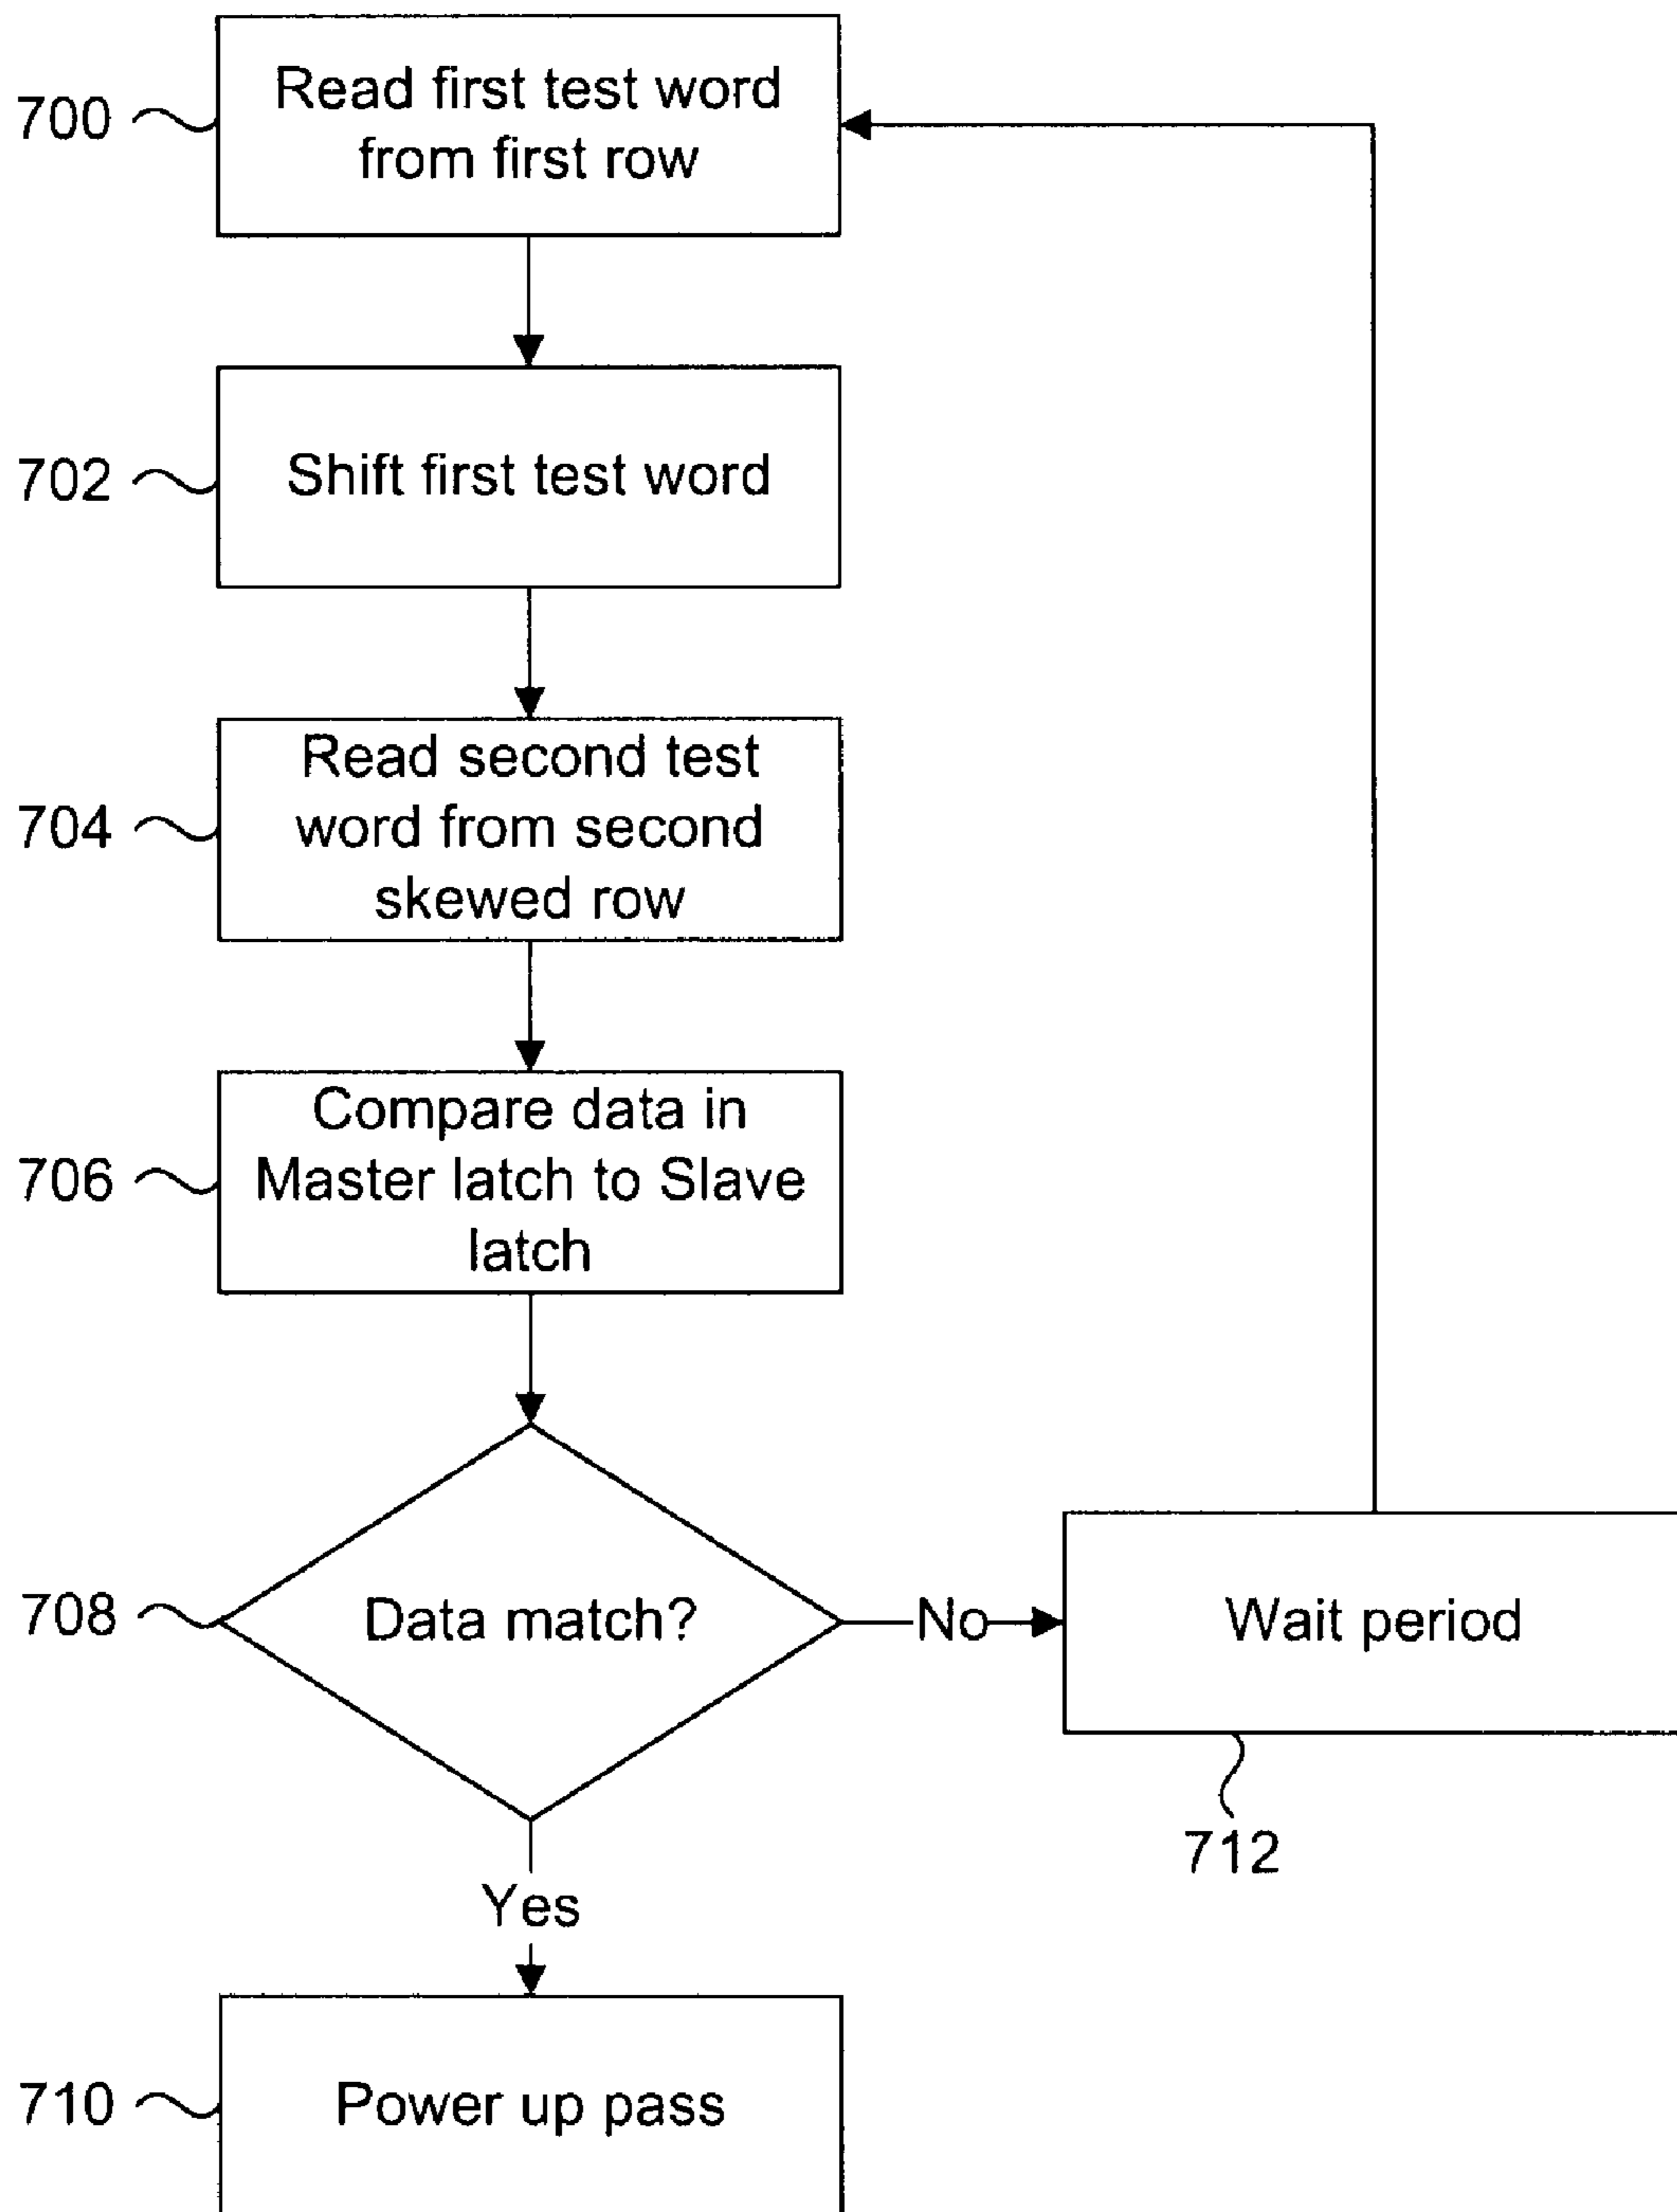 700
Read first test word
from first row
702
Shift first test word
704
Read second test
word from second
skewed row
706
Compare data in
Master latch to Slave
latch
708
Data match?
No
Wait period
712
Yes
710
Power up pass